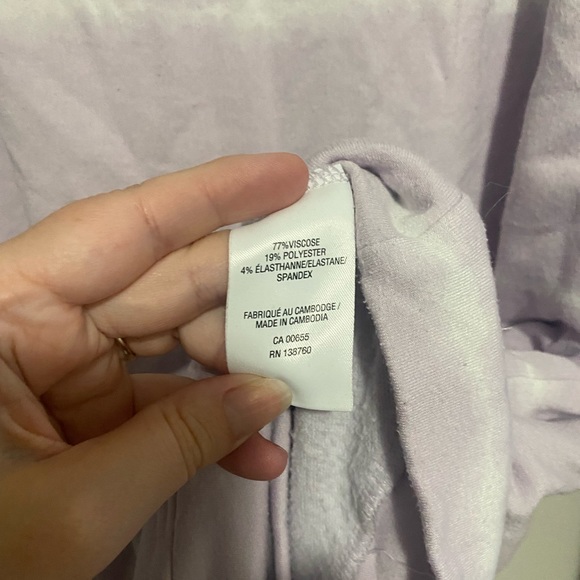 77%VISCOSE
19% POLYESTER
4% ÉLASTHANNE/ELASTANE/
SPANDEX
FABRIQUÉ AU CAMBODGE/
MADE IN CAMBODIA
CA 00655
RN 138760